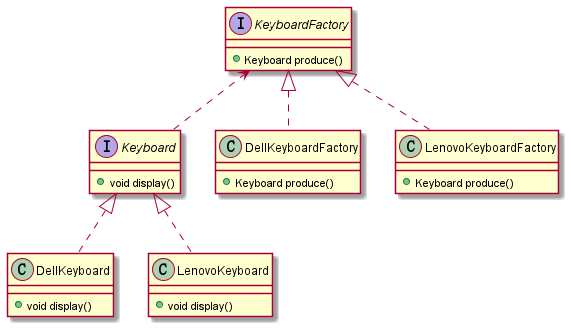 I KeyboardFactory
Keyboard produce()
I Keyboard
void display()
C DellKeyboardFactory
Keyboard produce()
C LenovoKeyboardFactory
Keyboard produce()
C DellKeyboard
void display()
C LenovoKeyboard
void display()